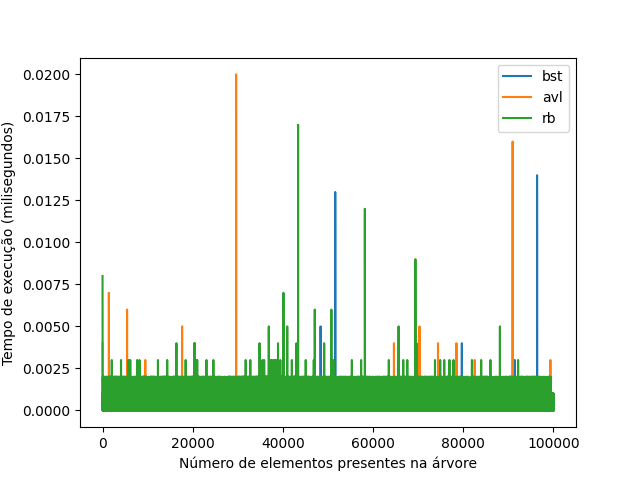 bst
avl
rb
0.0200
0.0175
0.0150
0.0125
0.0100
0.0075
0.0050
0.0025
0.0000
Tempo de execução (milisegundos)
0 20000 40000 60000 80000 100000
Número de elementos presentes na árvore